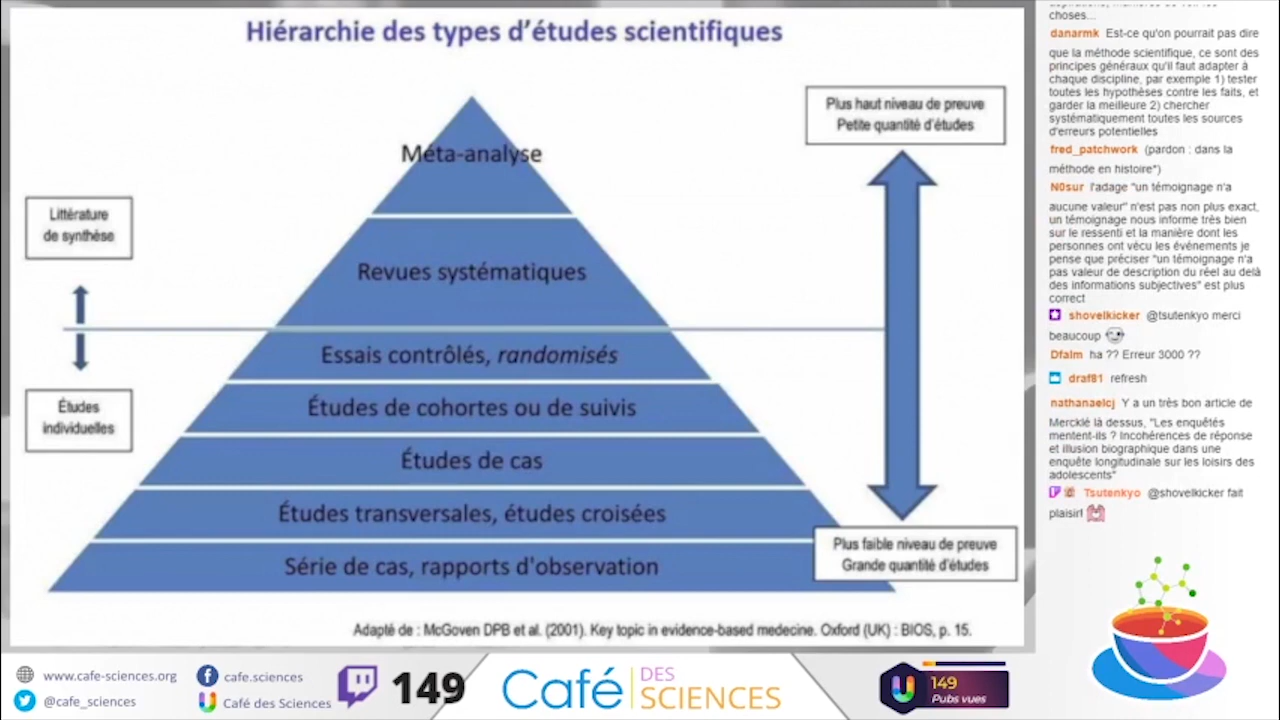 Hiérarchie des types d'études scientifiques
Méta-analyse
Revues systématiques
Essais contrôlés, randomisés
Études de cohortes ou de suivis
Études de cas
Études transversales, études croisées
Série de cas, rapports d'observation
Littérature
de synthèse
Études
individuelles
Plus haut niveau de preuve
Petite quantité d'études
Plus faible niveau de preuve
Grande quantité d'études
Adapté de : McGoven DPB et al. (2001). Key topic in evidence-based medecine. Oxford (UK) : BIOS, p. 15.
choses...
danarmk Est-ce qu'on pourrait pas dire
que la méthode scientifique, ce sont des
principes généraux qu'il faut adapter à
chaque discipline, par exemple 1) tester
toutes les hypothèses contre les faits, et
garder la meilleure 2) chercher
systématiquement toutes les sources
d'erreurs potentielles
fred_patchwork (pardon : dans la
méthode en histoire")
N0sur l'adage "un témoignage n'a
aucune valeur" n'est pas non plus exact,
un témoignage nous informe très bien
sur le ressenti et la manière dont les
personnes ont vécu les événements je
pense que préciser "un témoignage n'a
pas valeur de description du réel au delà
des informations subjectives" est plus
correct
shovelkicker @tsutenkyo merci
beaucoup
Dfalm ha ?? Erreur 3000 ??
draf81 refresh
nathanaelcj Y a un très bon article de
Mercklé là dessus, "Les enquêtés
mentent-ils ? Incohérences de réponse
et illusion biographique dans une
enquête longitudinale sur les loisirs des
adolescents"
Tsutenkyo @shovelkicker fait
plaisir!
www.cafe-sciences.org
@cafe_sciences
cafe.sciences
Café des Sciences
149
Café DES
SCIENCES
149
Pubs vues